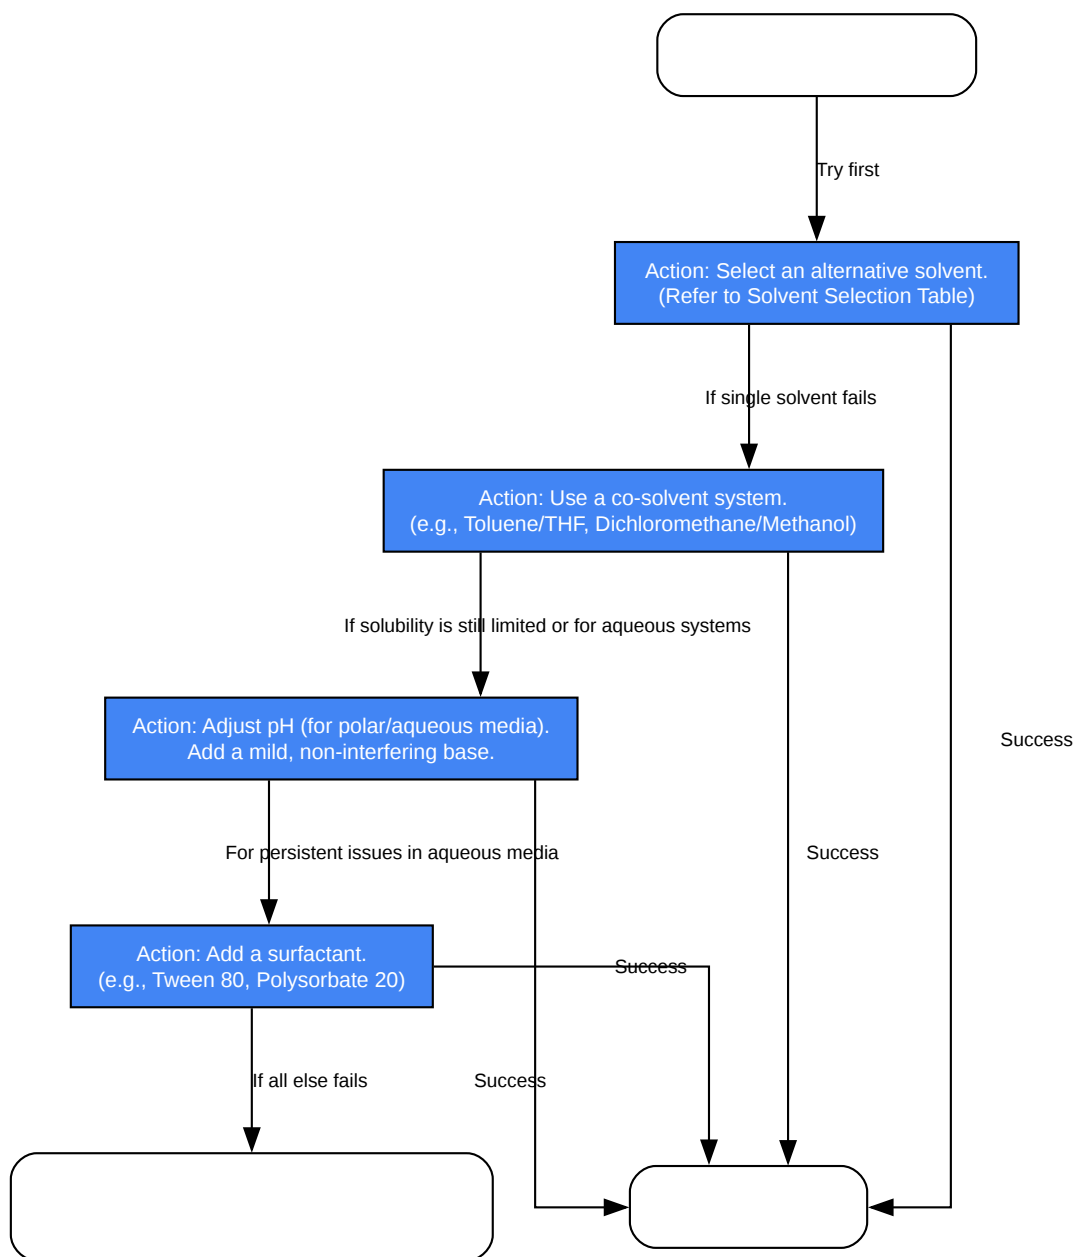 Try first
Action: Select an alternative solvent.
(Refer to Solvent Selection Table)
If single solvent fails
Action: Use a co-solvent system.
(e.g., Toluene/THF, Dichloromethane/Methanol)
If solubility is still limited or for aqueous systems
Action: Adjust pH (for polar/aqueous media).
Add a mild, non-interfering base.
Success
For persistent issues in aqueous media
Success
Action: Add a surfactant.
(e.g., Tween 80, Polysorbate 20)
Success
If all else fails
Success